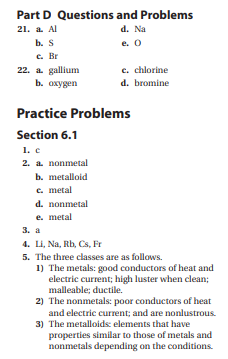 Part D Questions and Problems
21. a. Al d. Na
b. S e. O
c. Br
22. a. gallium c. chlorine
b. oxygen d. bromine
Practice Problems
Section 6.1
1. c
2. a. nonmetal
b. metalloid
c. metal
d. nonmetal
e. metal
3. a
4. Li, Na, Rb, Cs, Fr
5. The three classes are as follows.
1) The metals: good conductors of heat and
electric current; high luster when clean;
malleable; ductile.
2) The nonmetals: poor conductors of heat
and electric current; and are nonlustrous.
3) The metalloids: elements that have
properties similar to those of metals and
nonmetals depending on the conditions.